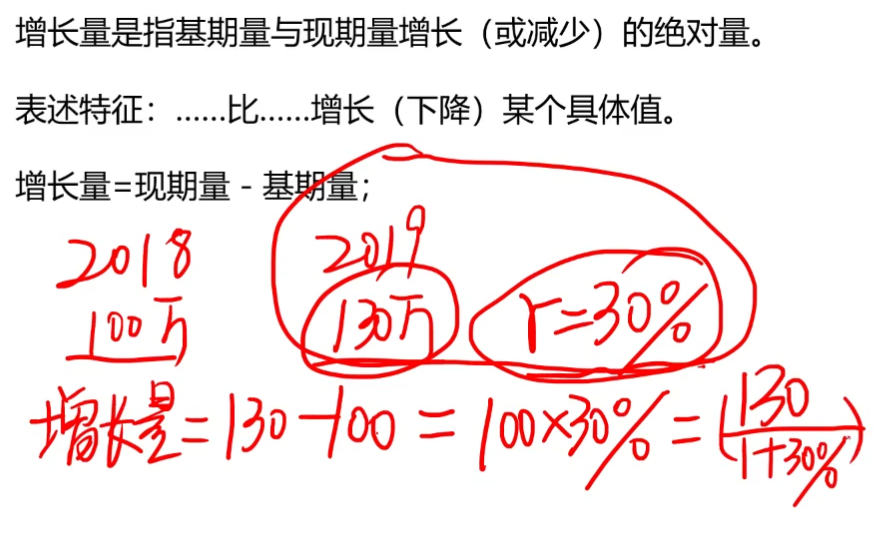 增长量是指基期量与现期量增长（或减少）的绝对量。
表述特征：......比......增长（下降）某个具体值。
增长量=现期量 - 基期量；
2018 2019
100万 130万 r=30%
增长量=130-100=100×30%=(130/1+30%)